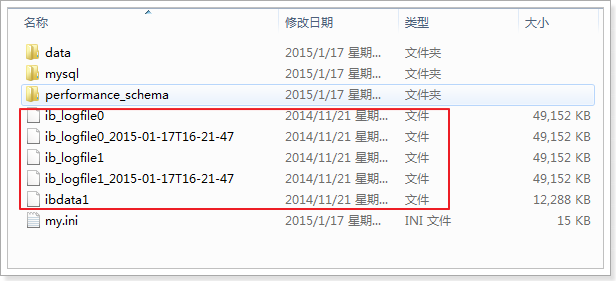 名称 修改日期 类型 大小
data 2015/1/17 星期... 文件夹
mysql 2015/1/17 星期... 文件夹
performance_schema 2015/1/17 星期... 文件夹
ib_logfile0 2014/11/21 星期... 文件 49,152 KB
ib_logfile0_2015-01-17T16-21-47 2014/11/21 星期... 文件 49,152 KB
ib_logfile1 2014/11/21 星期... 文件 49,152 KB
ib_logfile1_2015-01-17T16-21-47 2014/11/21 星期... 文件 49,152 KB
ibdata1 2014/11/21 星期... 文件 12,288 KB
my.ini 2015/1/17 星期... INI 文件 15 KB